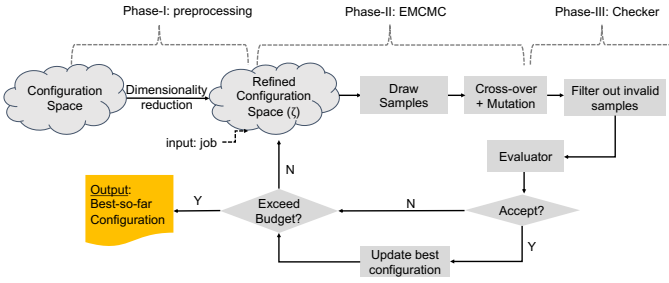 Phase-I: preprocessing
Phase-II: EMCMC
Phase-III: Checker
Configuration
Space
Dimensionality
reduction
Refined
Configuration
Space (ζ)
input: job
Draw
Samples
Cross-over
+ Mutation
Filter out invalid
samples
Evaluator
Accept?
N
Y
Update best
configuration
Exceed
Budget?
N
Y
Output:
Best-so-far
Configuration